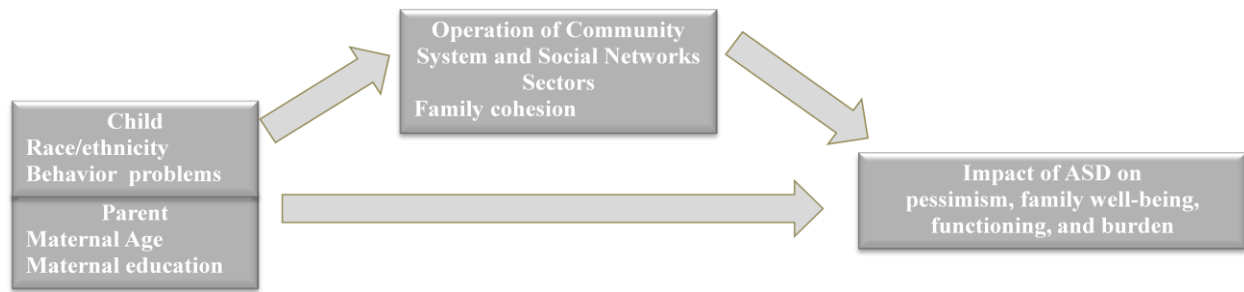 Operation of Community
System and Social Networks
Sectors
Family cohesion
Child
Race/ethnicity
Behavior problems
Parent
Maternal Age
Maternal education
Impact of ASD on
pessimism, family well-being,
functioning, and burden